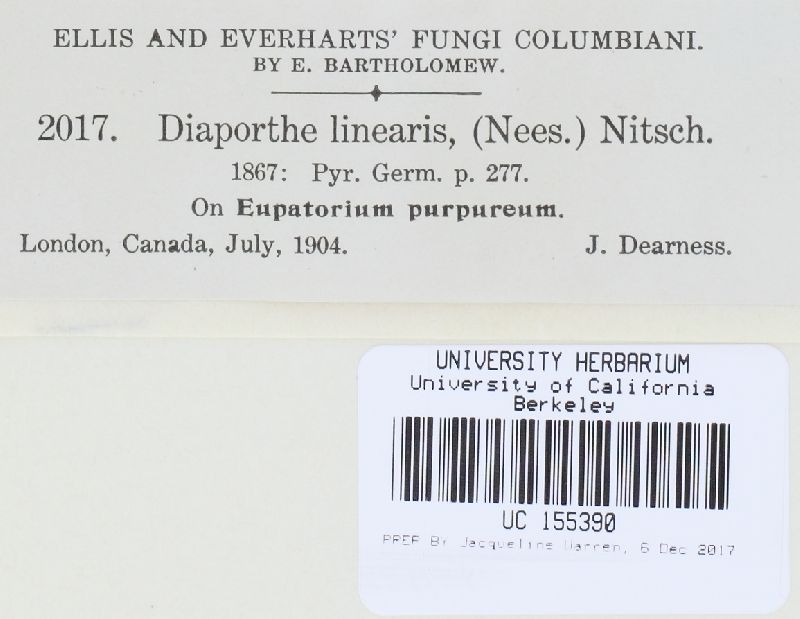 ELLIS AND EVERHARTS' FUNGI COLUMBIANI.
BY E. BARTHOLOMEW.
2017. Diaporthe linearis, (Nees.) Nitsch.
1867: Pyr. Germ. p. 277.
On Eupatorium purpureum.
London, Canada, July, 1904. J. Dearness.
UNIVERSITY HERBARIUM
University of California
Berkeley
UC 155390
PREP By Jacqueline Warren, 6 Dec 2017